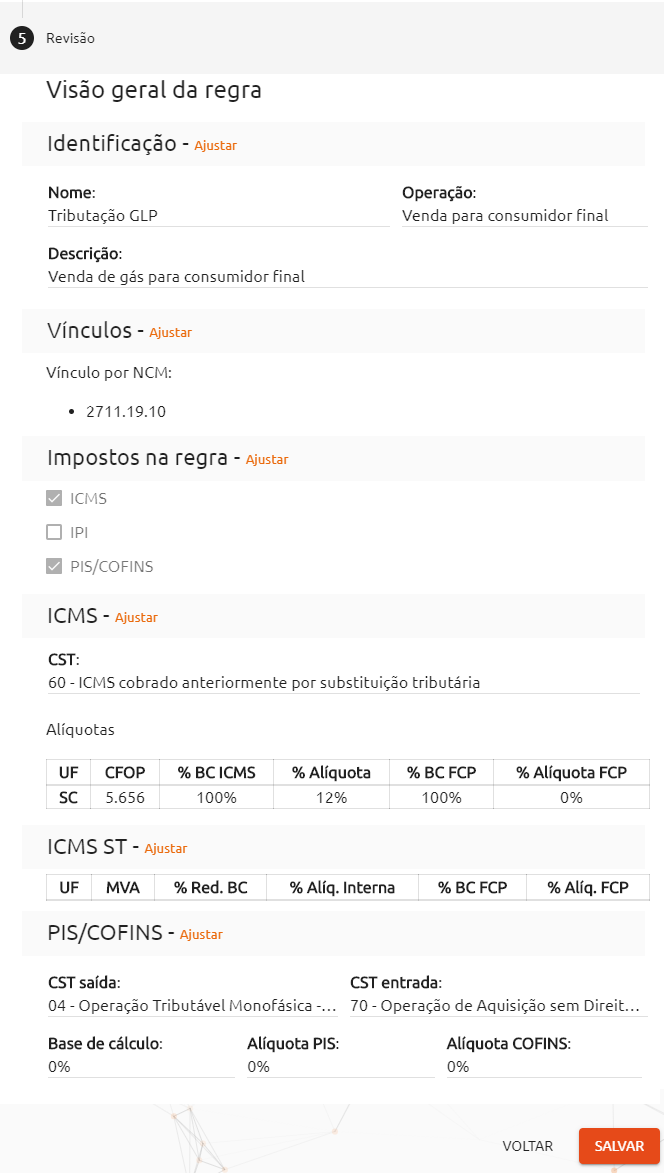 5 Revisão
Visão geral da regra
Identificação - Ajustar
Nome: Operação:
Tributação GLP Venda para consumidor final
Descrição:
Venda de gás para consumidor final
Vínculos - Ajustar
Vínculo por NCM:
• 2711.19.10
Impostos na regra - Ajustar
ICMS
IPI
PIS/COFINS
ICMS - Ajustar
CST:
60 - ICMS cobrado anteriormente por substituição tributária
Alíquotas
UF CFOP % BC ICMS % Alíquota % BC FCP % Alíquota FCP
SC 5.656 100% 12% 100% 0%
ICMS ST - Ajustar
UF MVA % Red. BC % Alíq. Interna % BC FCP % Alíq. FCP
PIS/COFINS - Ajustar
CST saída: CST entrada:
04 - Operação Tributável Monofásica -... 70 - Operação de Aquisição sem Direit...
Base de cálculo: Alíquota PIS: Alíquota COFINS:
0% 0% 0%
VOLTAR SALVAR